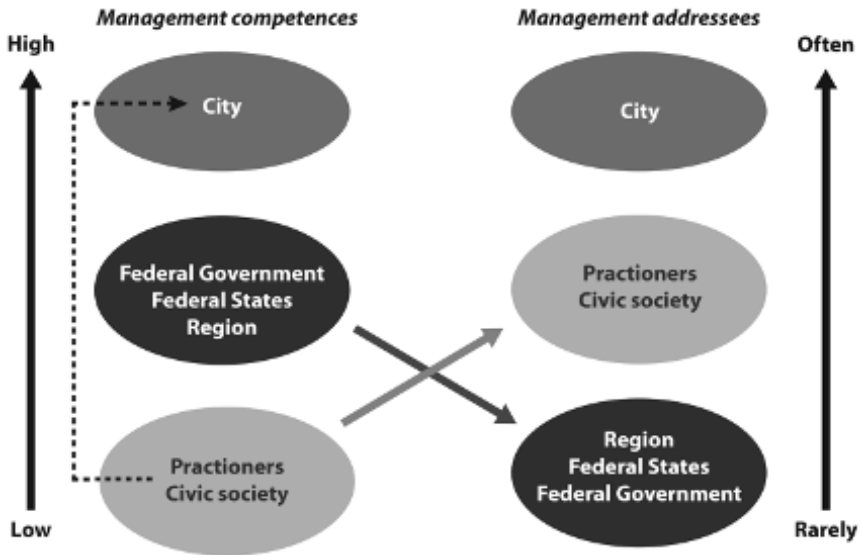 Management competences
Management addressees
High
Often
City
City
Federal Government
Federal States
Region
Practioners
Civic society
Practioners
Civic society
Region
Federal States
Federal Government
Low
Rarely